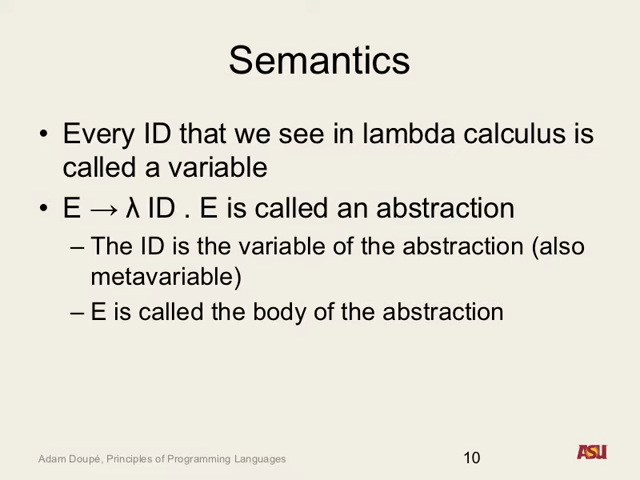 Semantics
• Every ID that we see in lambda calculus is
called a variable
• E → λ ID . E is called an abstraction
– The ID is the variable of the abstraction (also
metavariable)
– E is called the body of the abstraction
Adam Doupé, Principles of Programming Languages
10
ASU